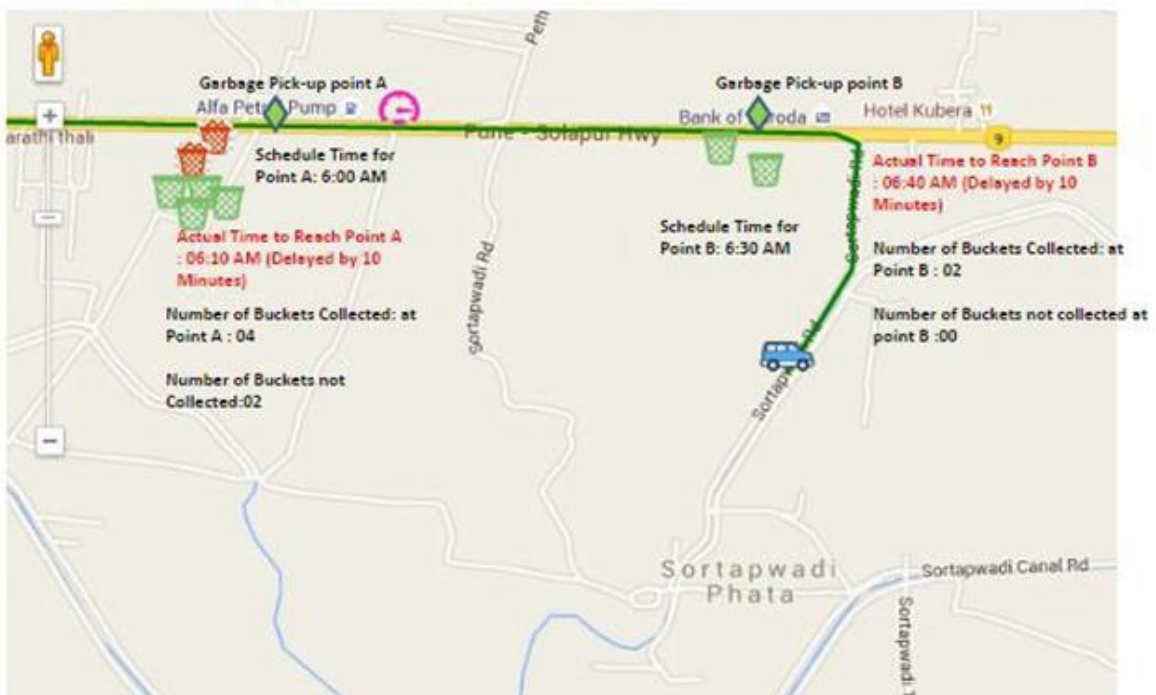 Peth
Garbage Pick-up point A
Alfa Pet Pump
Garbage Pick-up point B
Bank of roda
Hotel Kubera
arathi thali
Pune - Solapur Hwy
9
Schedule Time for
Point A: 6:00 AM
Actual Time to Reach Point B
: 06:40 AM (Delayed by 10
Minutes)
Sortapwadi Rd
Schedule Time for
Point B: 6:30 AM
Actual Time to Reach Point A
: 06:10 AM (Delayed by 10
Minutes)
Number of Buckets Collected: at
Point B : 02
Number of Buckets not collected at
point B :00
Number of Buckets Collected: at
Point A : 04
Number of Buckets not
Collected:02
Sortapwadi Rd
Sortapw Rd
Sortapwadi
Phata
Sortapwadi Canal Rd
Sortapwadi